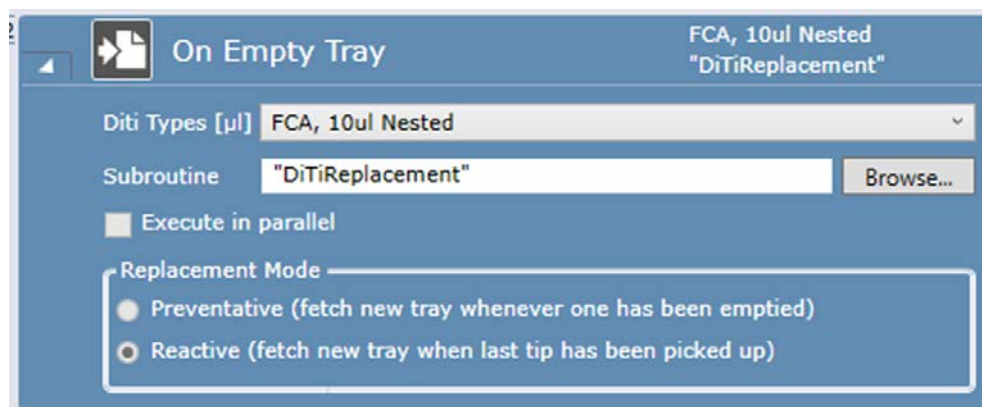 On Empty Tray
FCA, 10ul Nested
"DiTiReplacement"
Diti Types [µl] FCA, 10ul Nested
Subroutine "DiTiReplacement" Browse...
Execute in parallel
Replacement Mode
Preventative (fetch new tray whenever one has been emptied)
Reactive (fetch new tray when last tip has been picked up)